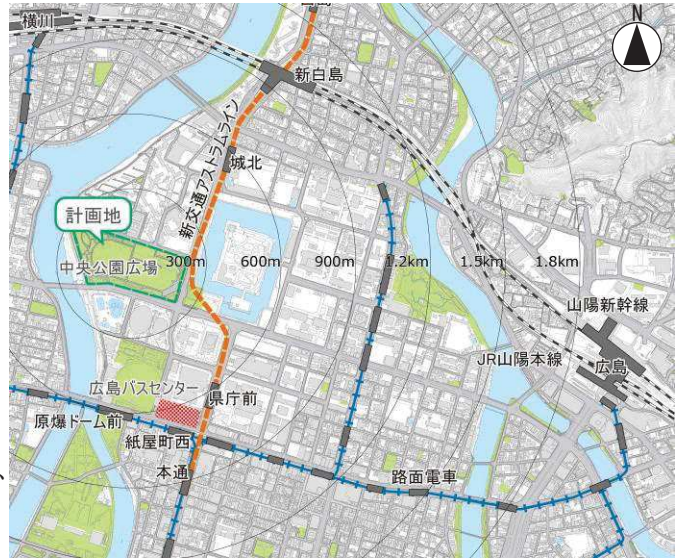 横川
白島
N
新白島
新交通アストラムライン
城北
計画地
中央公園広場
300m
600m
900m
1.2km
1.5km
1.8km
山陽新幹線
JR山陽本線
広島
広島バスセンター
県庁前
原爆ドーム前
紙屋町西
本通
路面電車